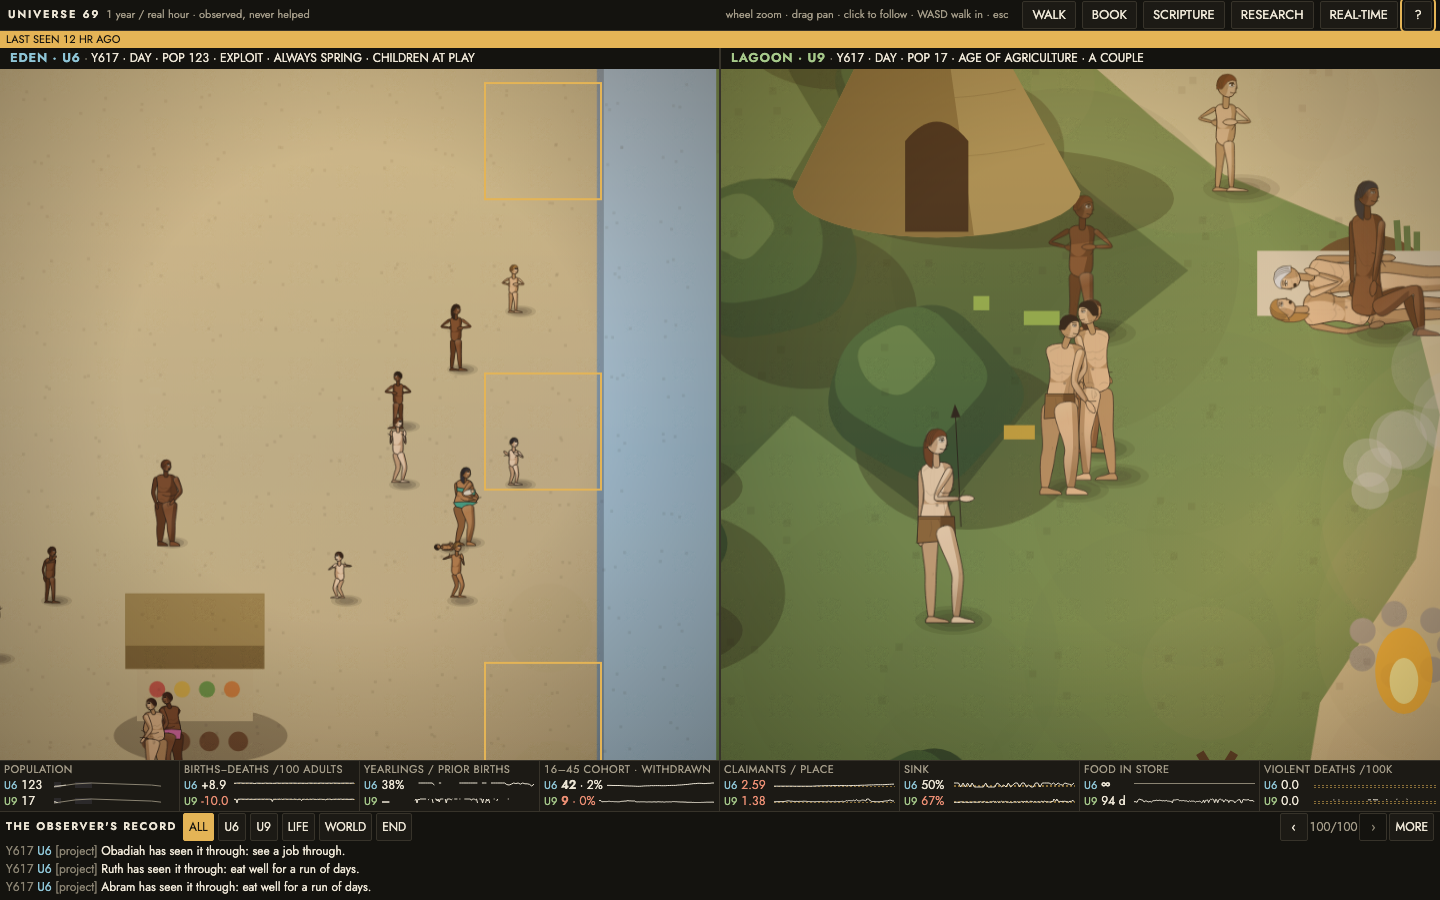 UNIVERSE 69 1 year / real hour · observed, never helped
wheel zoom · drag pan · click to follow · WASD walk in · esc WALK BOOK SCRIPTURE RESEARCH REAL-TIME ?
LAST SEEN 12 HR AGO
EDEN · U6 · Y617 · DAY · POP 123 · EXPLOIT · ALWAYS SPRING · CHILDREN AT PLAY
LAGOON · U9 · Y617 · DAY · POP 17 · AGE OF AGRICULTURE · A COUPLE
POPULATION
U6 123
U9 17
BIRTHS–DEATHS /100 ADULTS
U6 +8.9
U9 -10.0
YEARLINGS / PRIOR BIRTHS
U6 38%
U9 –
16–45 COHORT · WITHDRAWN
U6 42 · 2%
U9 9 · 0%
CLAIMANTS / PLACE
U6 2.59
U9 1.38
SINK
U6 50%
U9 67%
FOOD IN STORE
U6 ∞
U9 94 d
VIOLENT DEATHS /100K
U6 0.0
U9 0.0
THE OBSERVER'S RECORD ALL U6 U9 LIFE WORLD END ‹ 100/100 › MORE
Y617 U6 [project] Obadiah has seen it through: see a job through.
Y617 U6 [project] Ruth has seen it through: eat well for a run of days.
Y617 U6 [project] Abram has seen it through: eat well for a run of days.